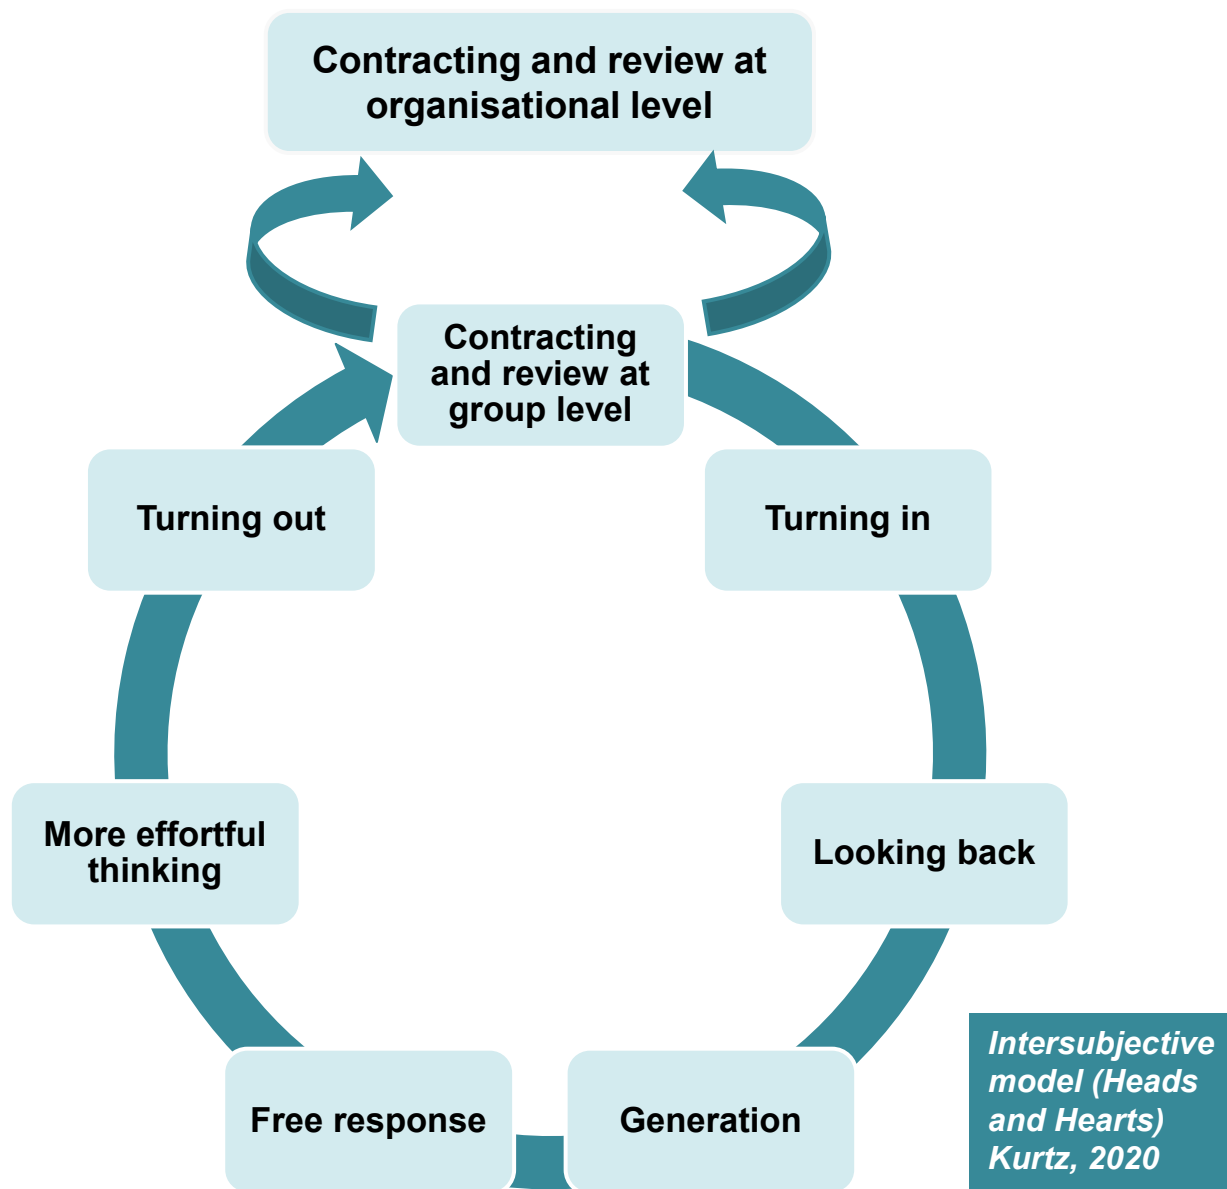 Contracting and review at
organisational level
Contracting
and review at
group level
Turning in
Looking back
Generation
Free response
More effortful
thinking
Turning out
Intersubjective
model (Heads
and Hearts)
Kurtz, 2020